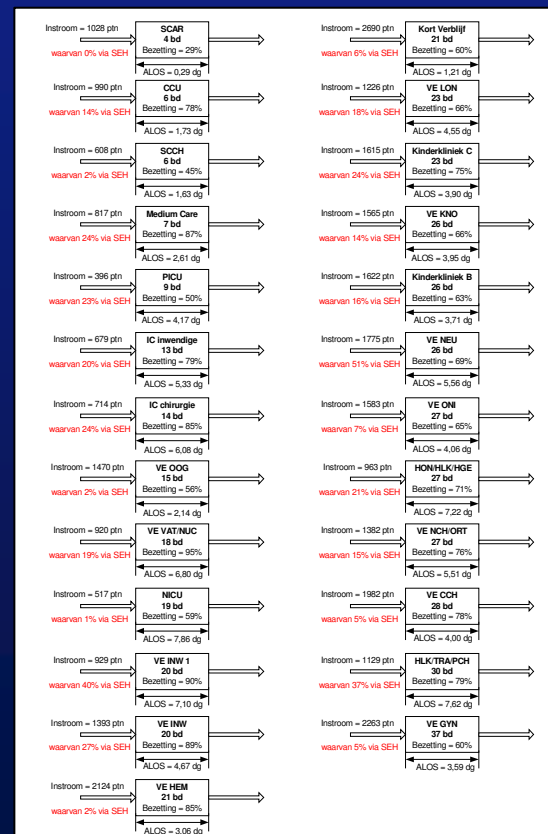 Instroom = 1028 ptn
waarvan 0% via SEH
SCAR
4 bd
Bezetting = 29%
ALOS = 0,29 dg
Instroom = 990 ptn
waarvan 14% via SEH
CCU
6 bd
Bezetting = 78%
ALOS = 1,73 dg
Instroom = 608 ptn
waarvan 2% via SEH
SCCH
6 bd
Bezetting = 45%
ALOS = 1,63 dg
Instroom = 817 ptn
waarvan 24% via SEH
Medium Care
7 bd
Bezetting = 87%
ALOS = 2,61 dg
Instroom = 396 ptn
waarvan 23% via SEH
PICU
9 bd
Bezetting = 50%
ALOS = 4,17 dg
Instroom = 679 ptn
waarvan 20% via SEH
IC inwendige
13 bd
Bezetting = 79%
ALOS = 5,33 dg
Instroom = 714 ptn
waarvan 24% via SEH
IC chirurgie
14 bd
Bezetting = 85%
ALOS = 6,08 dg
Instroom = 1470 ptn
waarvan 2% via SEH
VE OOG
15 bd
Bezetting = 56%
ALOS = 2,14 dg
Instroom = 920 ptn
waarvan 19% via SEH
VE VAT/NUC
18 bd
Bezetting = 95%
ALOS = 6,80 dg
Instroom = 517 ptn
waarvan 1% via SEH
NICU
19 bd
Bezetting = 59%
ALOS = 7,86 dg
Instroom = 929 ptn
waarvan 40% via SEH
VE INW 1
20 bd
Bezetting = 90%
ALOS = 7,10 dg
Instroom = 1393 ptn
waarvan 27% via SEH
VE INW
20 bd
Bezetting = 89%
ALOS = 4,67 dg
Instroom = 2124 ptn
waarvan 2% via SEH
VE HEM
21 bd
Bezetting = 85%
ALOS = 3,06 dg
Instroom = 2690 ptn
waarvan 6% via SEH
Kort Verblijf
21 bd
Bezetting = 60%
ALOS = 1,21 dg
Instroom = 1226 ptn
waarvan 18% via SEH
VE LON
23 bd
Bezetting = 66%
ALOS = 4,55 dg
Instroom = 1615 ptn
waarvan 24% via SEH
Kinderkliniek C
23 bd
Bezetting = 75%
ALOS = 3,90 dg
Instroom = 1565 ptn
waarvan 14% via SEH
VE KNO
26 bd
Bezetting = 66%
ALOS = 3,95 dg
Instroom = 1622 ptn
waarvan 16% via SEH
Kinderkliniek B
26 bd
Bezetting = 63%
ALOS = 3,71 dg
Instroom = 1775 ptn
waarvan 51% via SEH
VE NEU
26 bd
Bezetting = 69%
ALOS = 5,56 dg
Instroom = 1583 ptn
waarvan 7% via SEH
VE ONI
27 bd
Bezetting = 65%
ALOS = 4,06 dg
Instroom = 963 ptn
waarvan 21% via SEH
HON/HLK/HGE
27 bd
Bezetting = 71%
ALOS = 7,22 dg
Instroom = 1382 ptn
waarvan 15% via SEH
VE NCH/ORT
27 bd
Bezetting = 76%
ALOS = 5,51 dg
Instroom = 1982 ptn
waarvan 5% via SEH
VE CCH
28 bd
Bezetting = 78%
ALOS = 4,00 dg
Instroom = 1129 ptn
waarvan 37% via SEH
HLK/TRA/PCH
30 bd
Bezetting = 79%
ALOS = 7,62 dg
Instroom = 2263 ptn
waarvan 5% via SEH
VE GYN
37 bd
Bezetting = 60%
ALOS = 3,59 dg